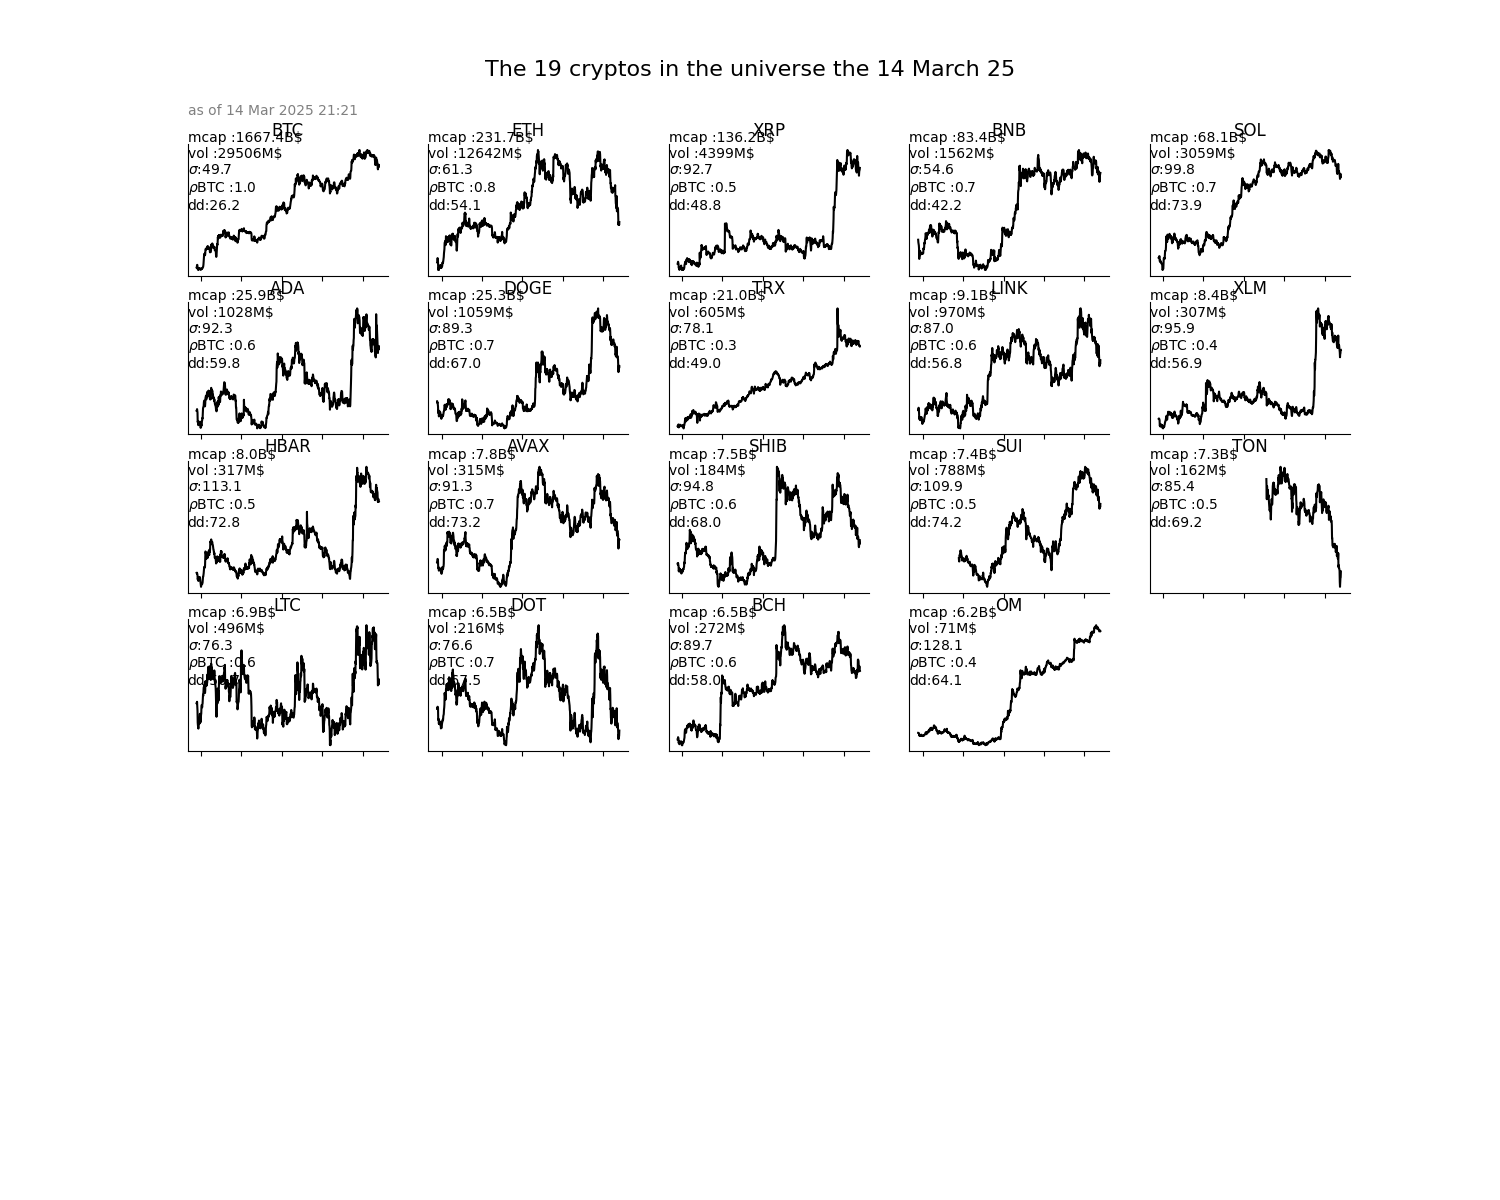 The 19 cryptos in the universe the 14 March 25
as of 14 Mar 2025 21:21
BTC
mcap :1667.4B$
vol :29506M$
σ:49.7
ρBTC :1.0
dd:26.2
ETH
mcap :231.7B$
vol :12642M$
σ:61.3
ρBTC :0.8
dd:54.1
XRP
mcap :136.2B$
vol :4399M$
σ:92.7
ρBTC :0.5
dd:48.8
BNB
mcap :83.4B$
vol :1562M$
σ:54.6
ρBTC :0.7
dd:42.2
SOL
mcap :68.1B$
vol :3059M$
σ:99.8
ρBTC :0.7
dd:73.9
ADA
mcap :25.9B$
vol :1028M$
σ:92.3
ρBTC :0.6
dd:59.8
DOGE
mcap :25.3B$
vol :1059M$
σ:89.3
ρBTC :0.7
dd:67.0
TRX
mcap :21.0B$
vol :605M$
σ:78.1
ρBTC :0.3
dd:49.0
LINK
mcap :9.1B$
vol :970M$
σ:87.0
ρBTC :0.6
dd:56.8
XLM
mcap :8.4B$
vol :307M$
σ:95.9
ρBTC :0.4
dd:56.9
HBAR
mcap :8.0B$
vol :317M$
σ:113.1
ρBTC :0.5
dd:72.8
AVAX
mcap :7.8B$
vol :315M$
σ:91.3
ρBTC :0.7
dd:73.2
SHIB
mcap :7.5B$
vol :184M$
σ:94.8
ρBTC :0.6
dd:68.0
SUI
mcap :7.4B$
vol :788M$
σ:109.9
ρBTC :0.5
dd:74.2
TON
mcap :7.3B$
vol :162M$
σ:85.4
ρBTC :0.5
dd:69.2
LTC
mcap :6.9B$
vol :496M$
σ:76.3
ρBTC :0.6
DOT
mcap :6.5B$
vol :216M$
σ:76.6
ρBTC :0.7
dd:57.5
BCH
mcap :6.5B$
vol :272M$
σ:89.7
ρBTC :0.6
dd:58.0
OM
mcap :6.2B$
vol :71M$
σ:128.1
ρBTC :0.4
dd:64.1